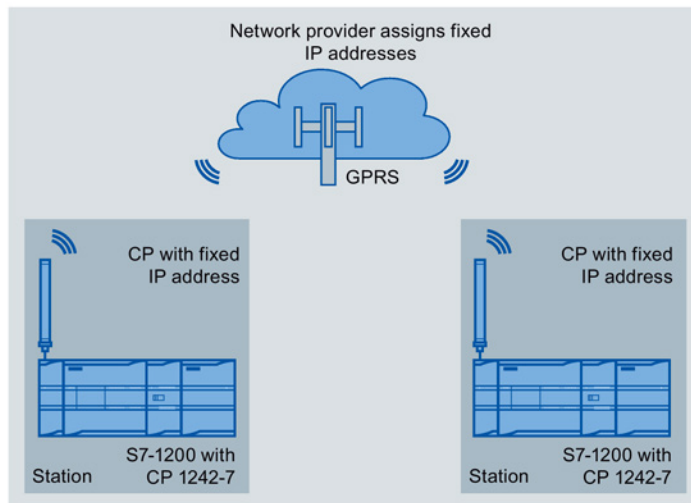 Network provider assigns fixed
IP addresses
GPRS
CP with fixed
IP address
S7-1200 with
CP 1242-7
Station
CP with fixed
IP address
S7-1200 with
CP 1242-7
Station